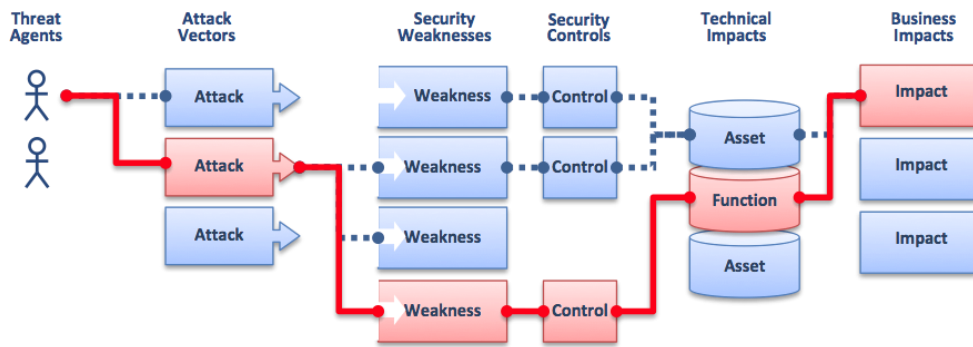 Threat Agents
Attack Vectors
Security Weaknesses
Security Controls
Technical Impacts
Business Impacts
Attack
Weakness
Control
Impact
Asset
Attack
Weakness
Control
Impact
Function
Attack
Weakness
Impact
Asset
Weakness
Control